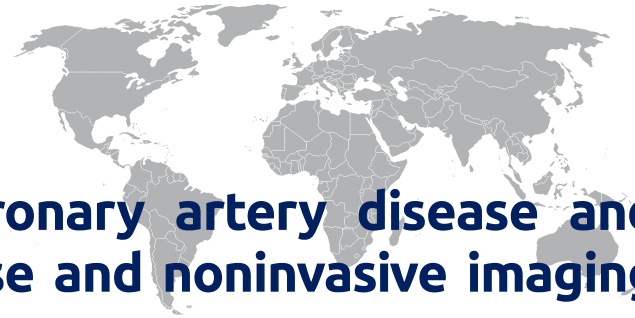 ronary artery disease and
se and noninvasive imaging